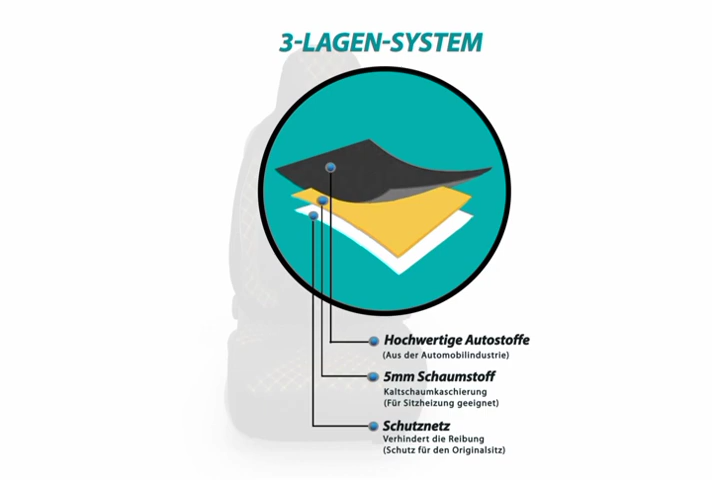 3-LAGEN-SYSTEM
Hochwertige Autostoffe
(Aus der Automobilindustrie)
5mm Schaumstoff
Kaltschaumkaschierung
(Für Sitzheizung geeignet)
Schutznetz
Verhindert die Reibung
(Schutz für den Originalsitz)